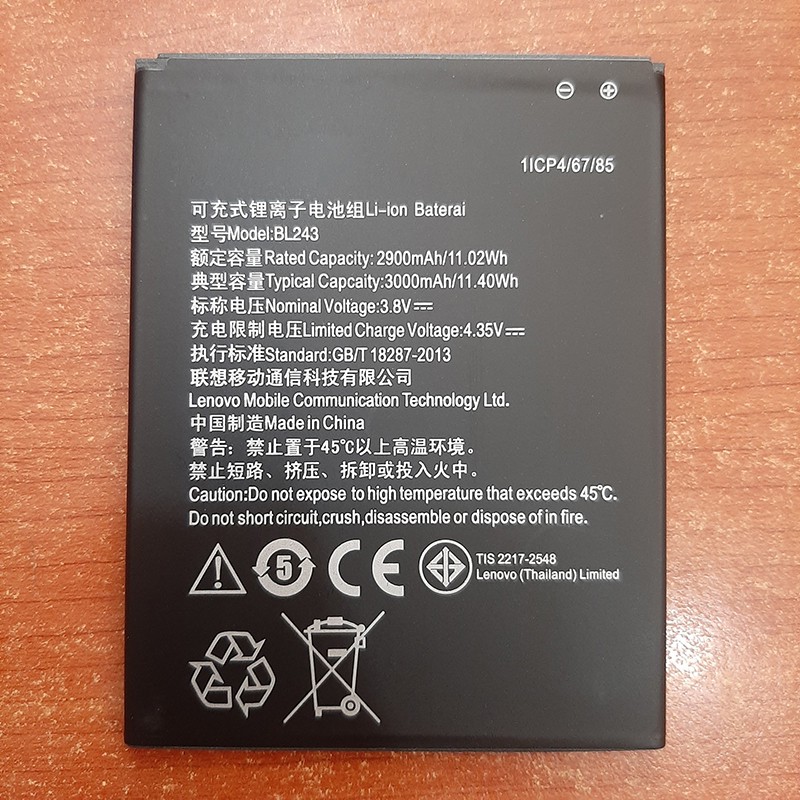 ⊖ ⊕
1ICP4/67/85
可充式锂离子电池组Li-ion Baterai
型号Model:BL243
额定容量Rated Capacity: 2900mAh/11.02Wh
典型容量Typical Capcaity:3000mAh/11.40Wh
标称电压Nominal Voltage:3.8V⎓
充电限制电压Limited Charge Voltage:4.35V⎓
执行标准Standard:GB/T 18287-2013
联想移动通信科技有限公司
Lenovo Mobile Communication Technology Ltd.
中国制造Made in China
警告：禁止置于45℃以上高温环境。
禁止短路、挤压、拆卸或投入火中。
Caution:Do not expose to high temperature that exceeds 45℃.
Do not short circuit,crush,disassemble or dispose of in fire.
5 CE TIS 2217-2548
Lenovo (Thailand) Limited